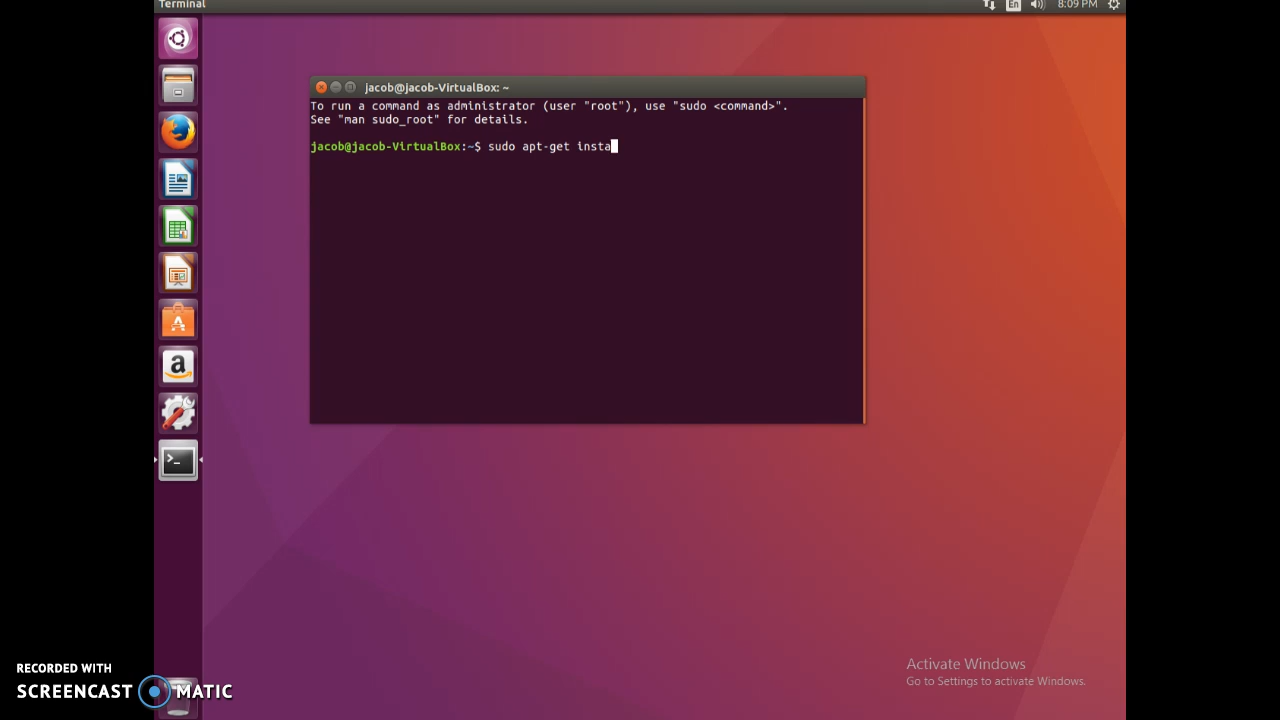 Terminal
En
8:09 PM
jacob@jacob-VirtualBox: ~
To run a command as administrator (user "root"), use "sudo <command>".
See "man sudo_root" for details.
jacob@jacob-VirtualBox:~$ sudo apt-get insta
Activate Windows
Go to Settings to activate Windows.
RECORDED WITH
SCREENCAST MATIC